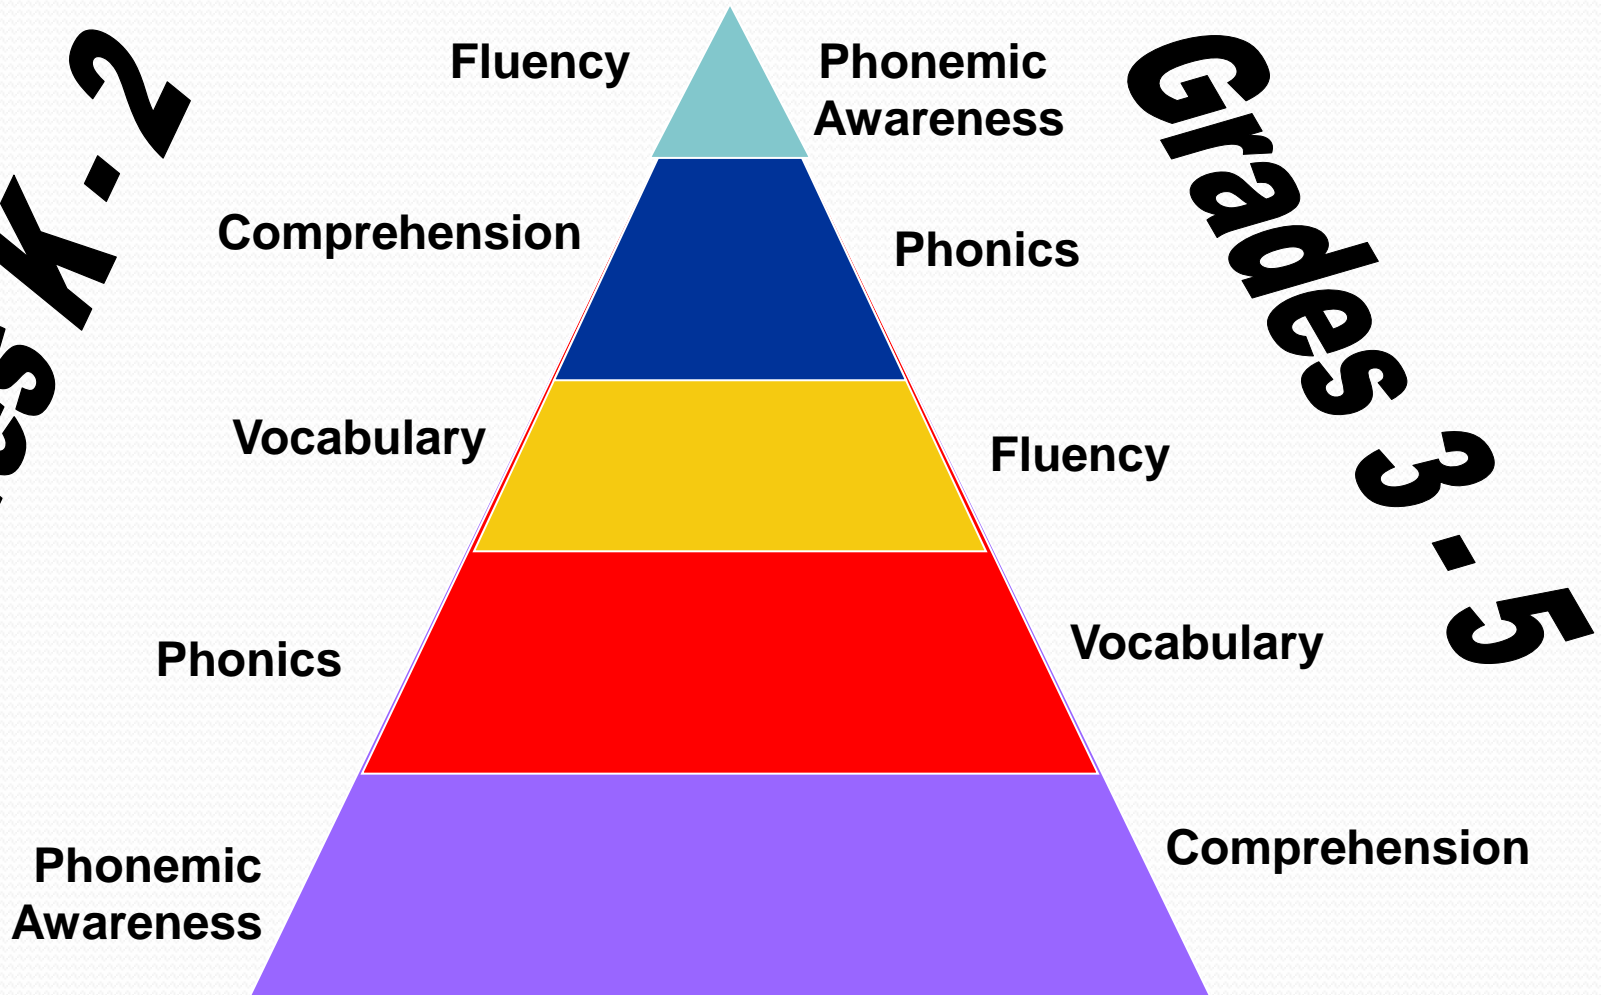 K - 2
Fluency
Comprehension
Vocabulary
Phonics
Phonemic
Awareness
Phonemic
Awareness
Phonics
Fluency
Vocabulary
Comprehension
Grades 3 - 5